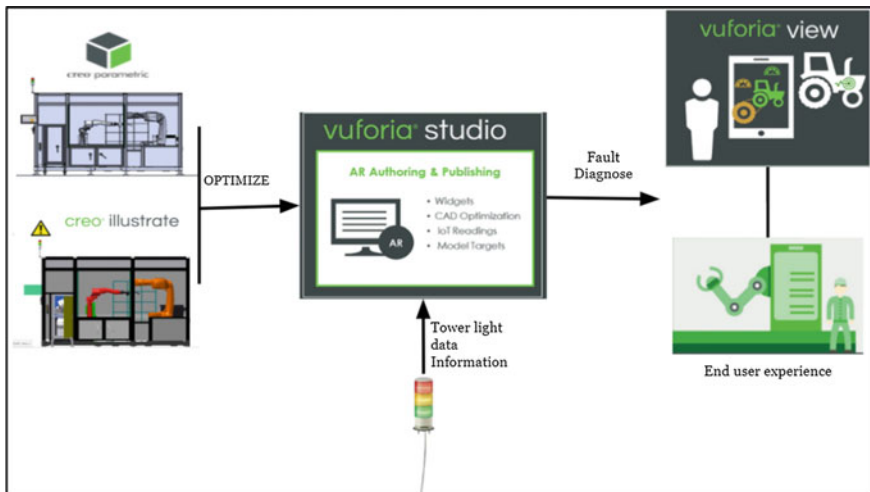 creo parametric
OPTIMIZE
creo illustrate
vuforia studio
AR Authoring & Publishing
• Widgets
• CAD Optimization
• IoT Readings
• Model Targets
AR
Tower light
data
Information
Fault
Diagnose
vuforia view
End user experience